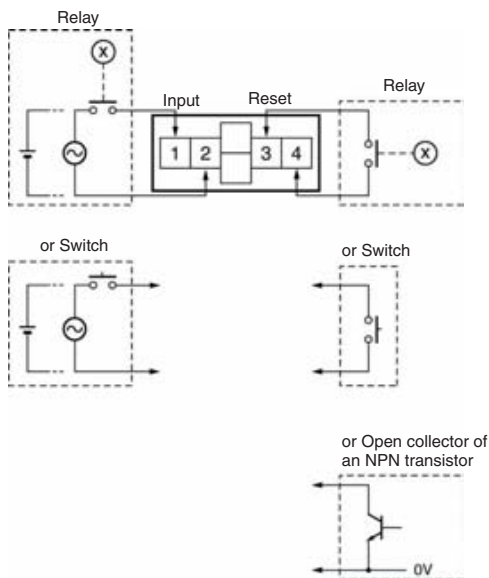 Relay
X
Input
Reset
Relay
1 2 3 4
X
or Switch
or Switch
or Open collector of
an NPN transistor
0V